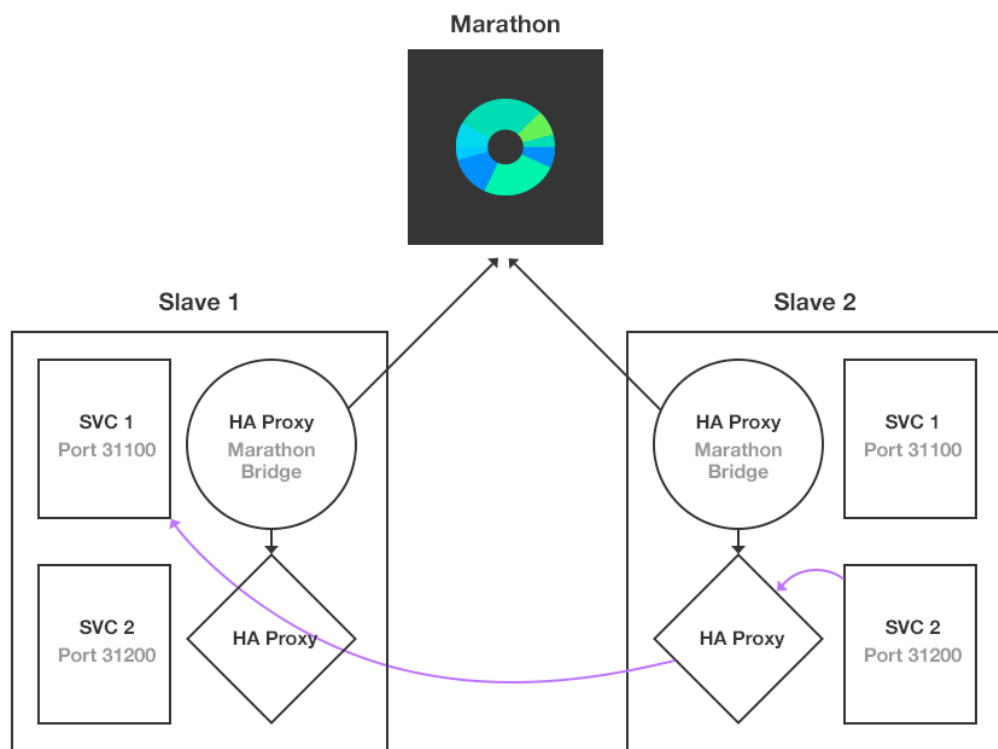 Marathon
Slave 1
SVC 1
Port 31100
HA Proxy
Marathon
Bridge
SVC 2
Port 31200
HA Proxy
Slave 2
HA Proxy
Marathon
Bridge
SVC 1
Port 31100
HA Proxy
SVC 2
Port 31200